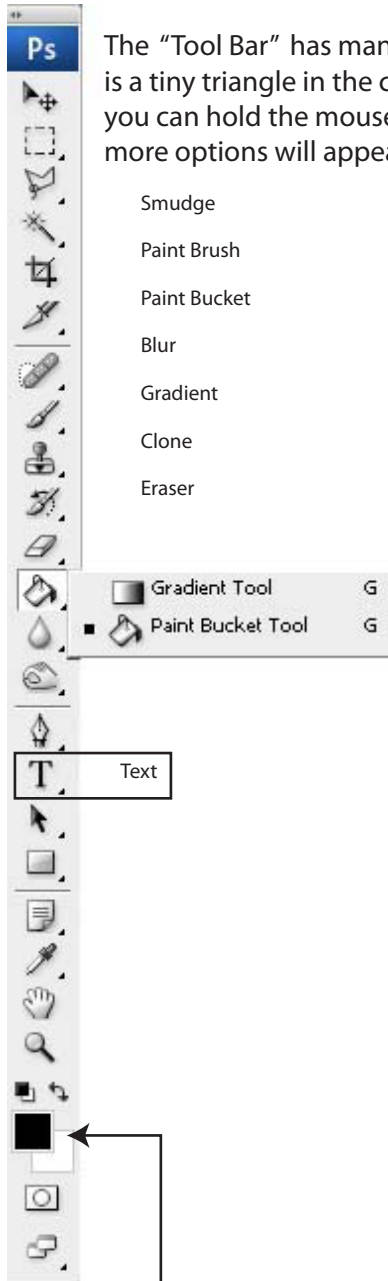 Ps
The “Tool Bar” has man
is a tiny triangle in the
you can hold the mouse
more options will appea
Smudge
Paint Brush
Paint Bucket
Blur
Gradient
Clone
Eraser
Gradient Tool G
Paint Bucket Tool G
T Text